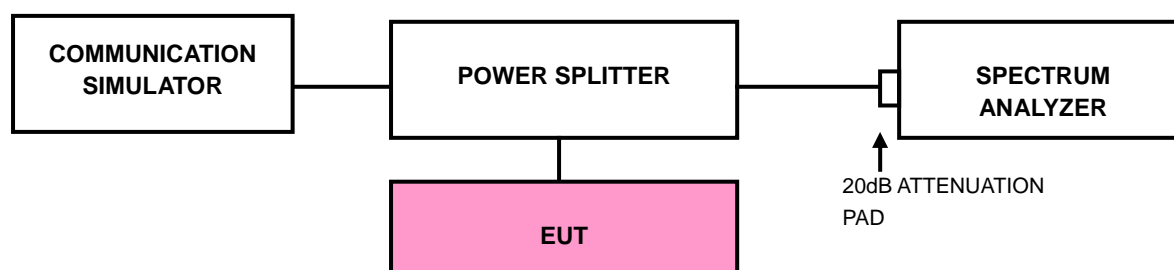 COMMUNICATION
SIMULATOR
POWER SPLITTER
SPECTRUM
ANALYZER
20dB ATTENUATION
PAD
EUT